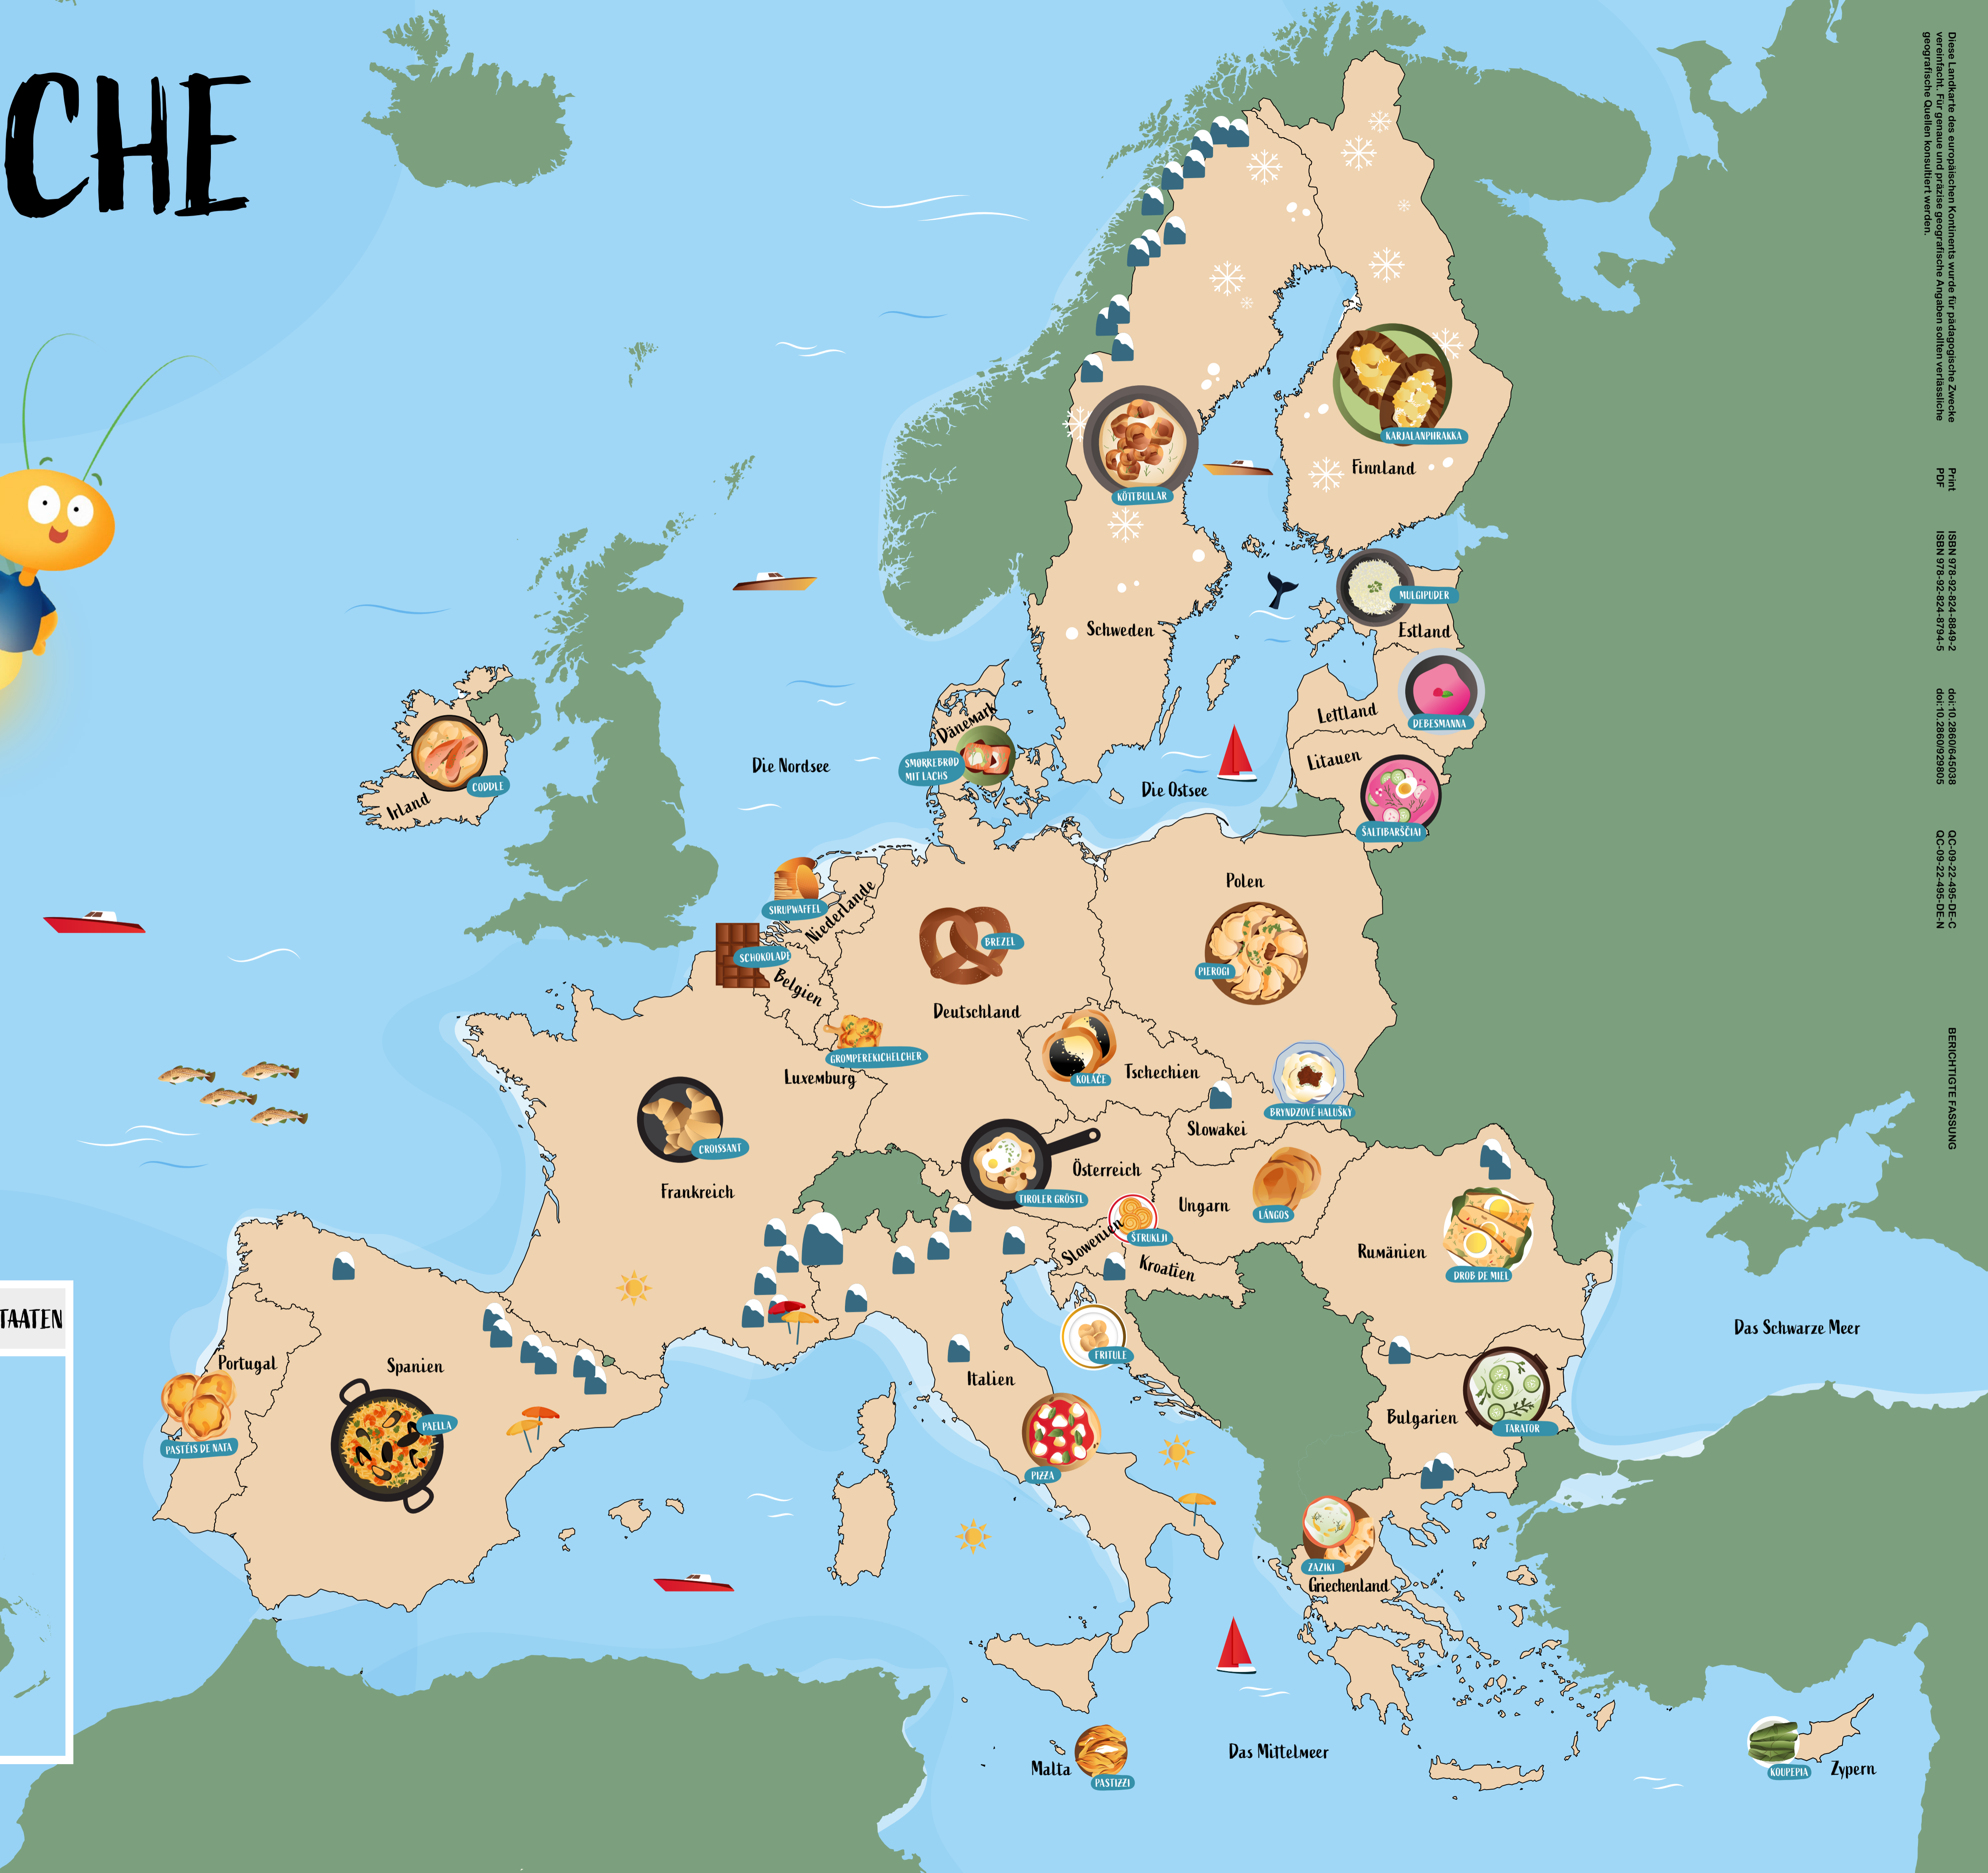 CHE
Diese Landkarte des europäischen Kontinents wurde für pädagogische Zwecke
vereinfacht. Für genaue und präzise geografische Angaben sollten verlässliche
geografische Quellen konsultiert werden.
Print ISBN 978-92-824-8849-2 doi:10.2860/645038 QC-09-22-495-DE-C
PDF ISBN 978-92-824-8794-5 doi:10.2860/929805 QC-09-22-495-DE-N
BERICHTIGTE FASSUNG
KARJALANPIIRAKKA
Finnland
KÖTTBULLAR
Schweden
MULGIPUDER
Estland
DEBESMANNA
Lettland
Litauen
ŠALTIBARŠČIAI
Dänemark
SMØRREBRØD
MIT LACHS
Die Nordsee
Die Ostsee
CODDLE
Irland
SIRUPWAFFEL
Niederlande
SCHOKOLADE
Belgien
BREZEL
Deutschland
Polen
PIEROGI
GROMPEREKICHELCHER
Luxemburg
KOLÁČE
Tschechien
BRYNDZOVÉ HALUŠKY
Slowakei
CROISSANT
Frankreich
TIROLER GRÖSTL
Österreich
Ungarn
LÁNGOS
ŠTRUKLJI
Slowenien
Kroatien
FRITULE
Rumänien
DROB DE MIEL
Das Schwarze Meer
TAATEN
Portugal
PASTÉIS DE NATA
Spanien
PAELLA
Italien
PIZZA
Bulgarien
TARATOR
ZAZIKI
Griechenland
Malta
PASTIZZI
Das Mittelmeer
KOUPEPIA
Zypern